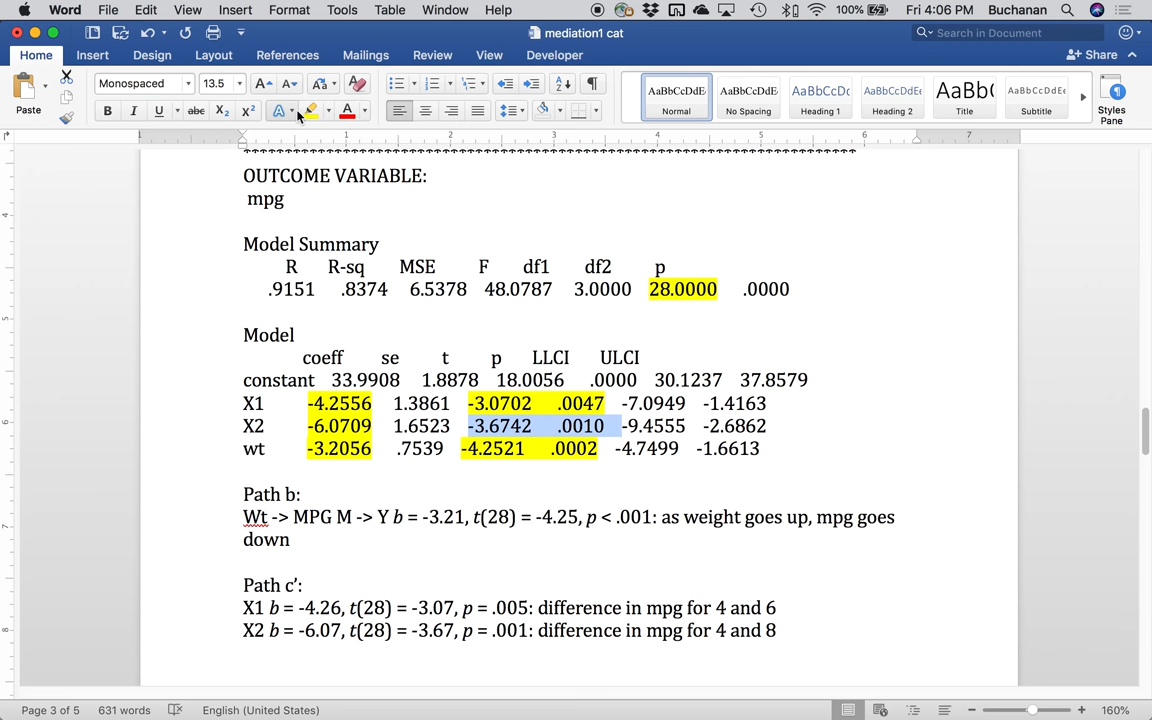 Word File Edit View Insert Format Tools Table Window Help 100% Fri 4:06 PM Buchanan
mediation1 cat
Search in Document
Home Insert Design Layout References Mailings Review View Developer Share
Paste
Monospaced 13.5
AaBbCcDdE AaBbCcDdE AaBbCcDc AaBbCcDdE AaBb( AaBbCcDdE
Normal No Spacing Heading 1 Heading 2 Title Subtitle Styles Pane
1 1 2 3 4 5 6 7
OUTCOME VARIABLE:
mpg
Model Summary
R R-sq MSE F df1 df2 p
.9151 .8374 6.5378 48.0787 3.0000 28.0000 .0000
Model
coeff se t p LLCI ULCI
constant 33.9908 1.8878 18.0056 .0000 30.1237 37.8579
X1 -4.2556 1.3861 -3.0702 .0047 -7.0949 -1.4163
X2 -6.0709 1.6523 -3.6742 .0010 -9.4555 -2.6862
wt -3.2056 .7539 -4.2521 .0002 -4.7499 -1.6613
Path b:
Wt -> MPG M -> Y b = -3.21, t(28) = -4.25, p < .001: as weight goes up, mpg goes
down
Path c’:
X1 b = -4.26, t(28) = -3.07, p = .005: difference in mpg for 4 and 6
X2 b = -6.07, t(28) = -3.67, p = .001: difference in mpg for 4 and 8
Page 3 of 5 631 words English (United States) 160%